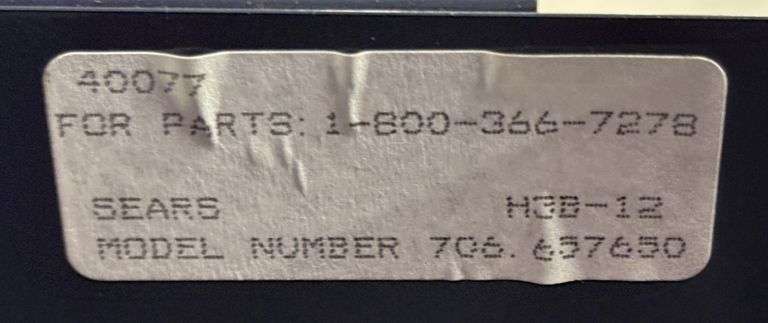 40077
FOR PARTS: 1-800-366-7278
SEARS H3B-12
MODEL NUMBER 706.657650